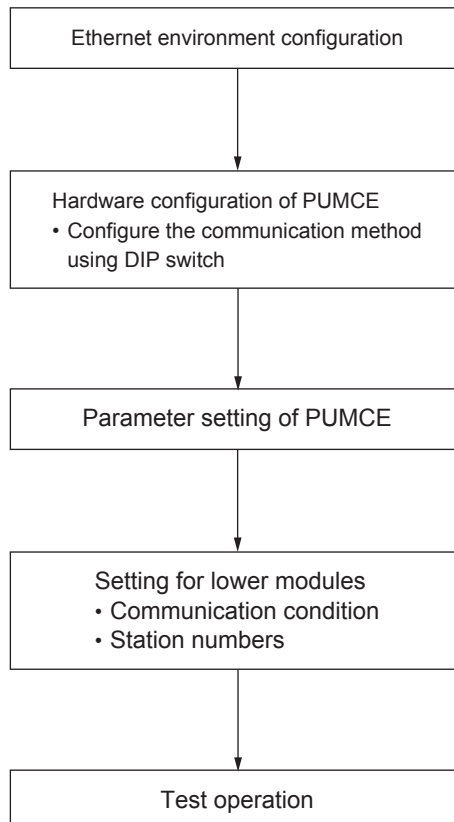 Ethernet environment configuration
Hardware configuration of PUMCE
• Configure the communication method
using DIP switch
Parameter setting of PUMCE
Setting for lower modules
• Communication condition
• Station numbers
Test operation